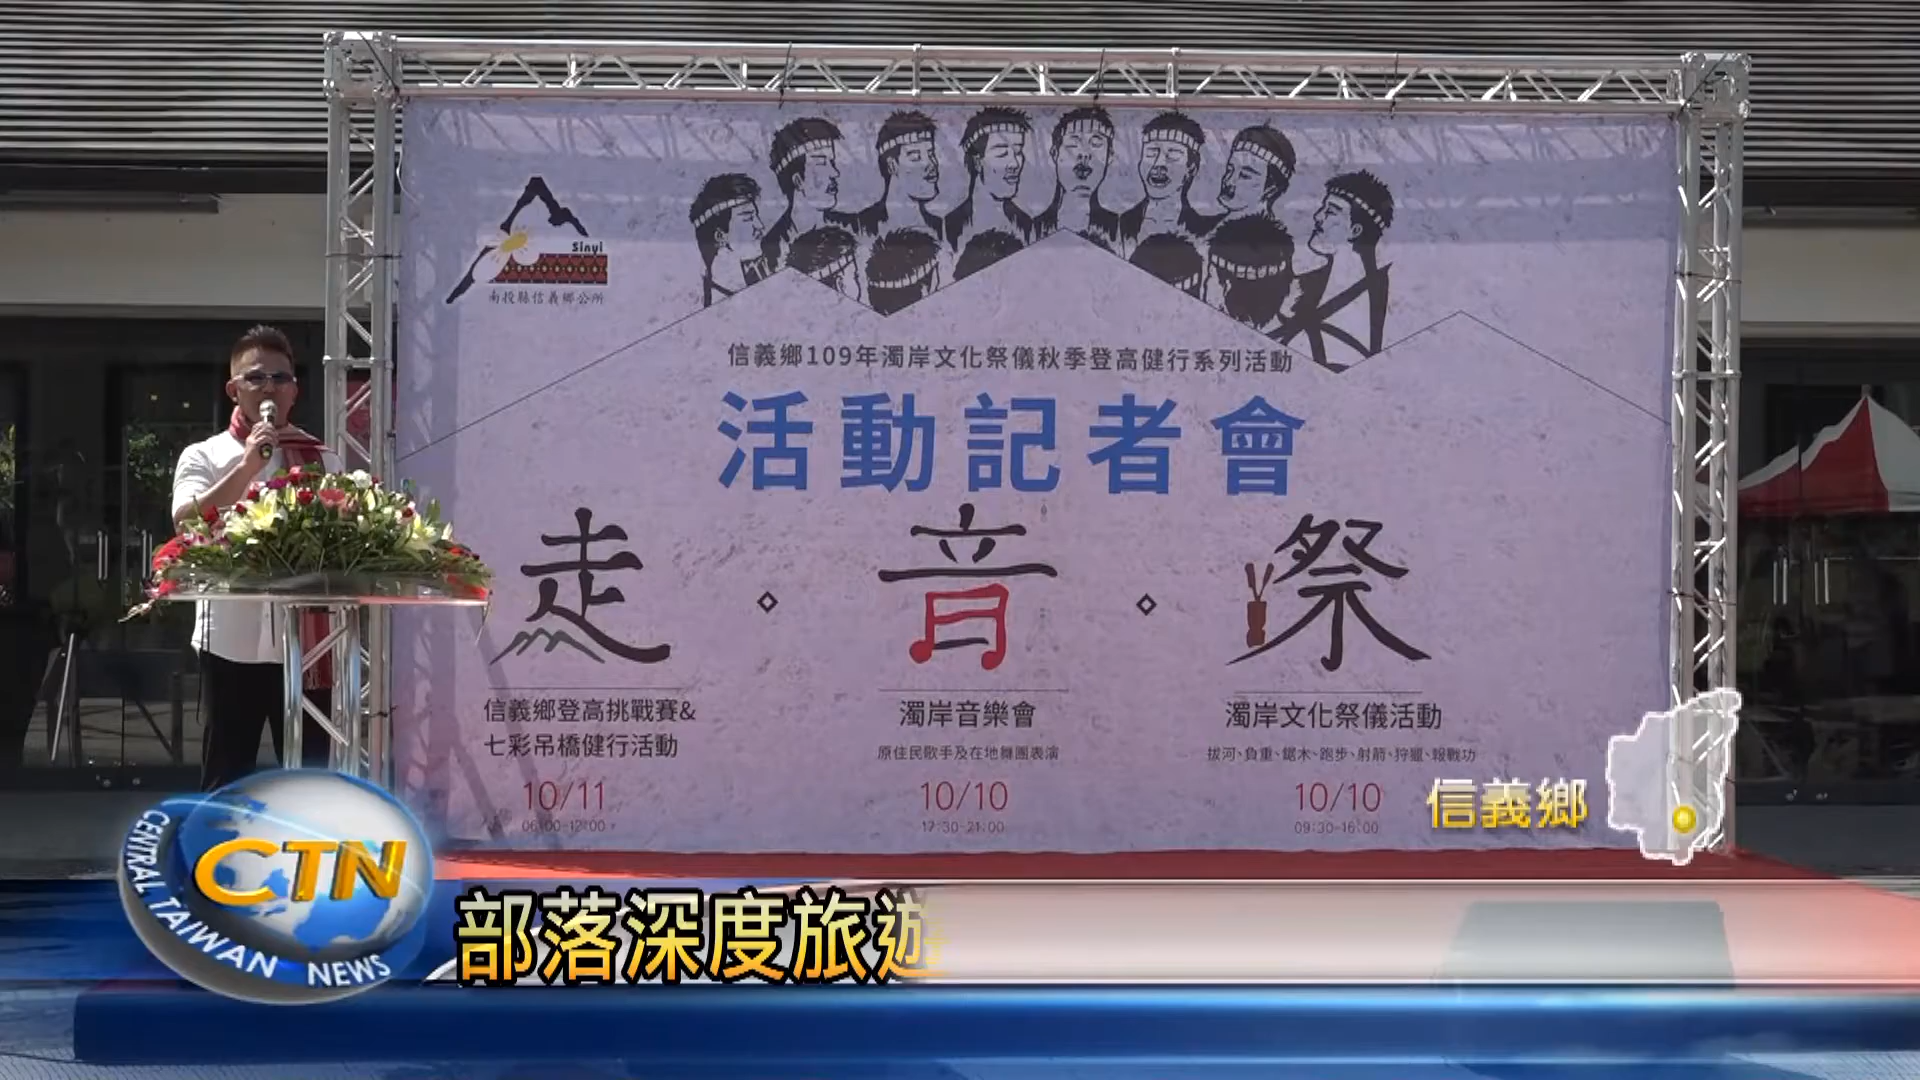 Sinyi
南投縣信義鄉公所
信義鄉109年濁岸文化祭儀秋季登高健行系列活動
活動記者會
走・音・祭
信義鄉登高挑戰賽&
七彩吊橋健行活動
10/11
06:00-12:00
濁岸音樂會
原住民歌手及在地舞團表演
10/10
17:30-21:00
濁岸文化祭儀活動
拔河、負重、鋸木、跑步、射箭、狩獵、報戰功
10/10
09:30-16:00
信義鄉
CTN
CENTRAL TAIWAN NEWS
部落深度旅遊